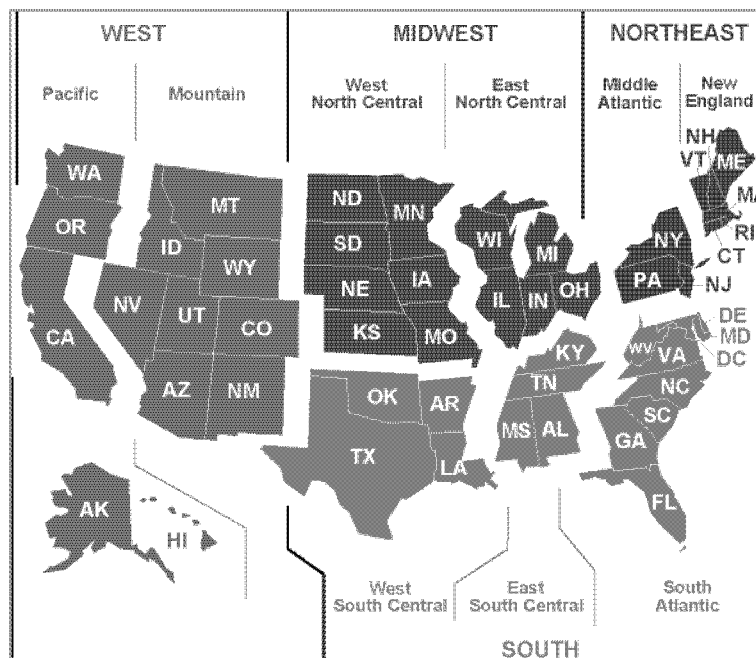 WEST MIDWEST NORTHEAST
Pacific Mountain West North Central East North Central Middle Atlantic New England
NH
VT ME
WA MT ND MN MA
OR ID SD WI MI NY RI
WY CT
NE IA PA NJ
NV UT CO IL IN OH
CA KS MO DE
MD
KY WV VA DC
AZ NM OK AR TN NC
SC
TX MS AL GA
LA
FL
AK HI
West South Central East South Central South Atlantic
SOUTH